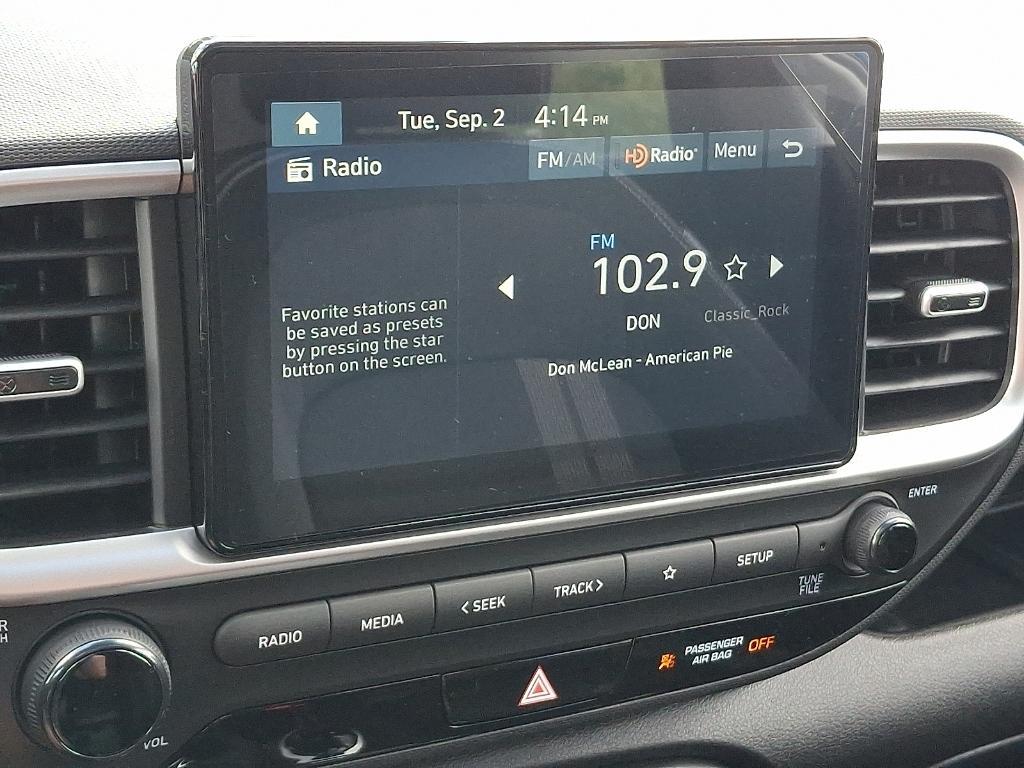 Tue, Sep. 2 4:14 PM
Radio FM/AM HD Radio Menu
FM
102.9
DON Classic_Rock
Don McLean - American Pie
Favorite stations can
be saved as presets
by pressing the star
button on the screen.
ENTER
RADIO MEDIA < SEEK TRACK > SETUP
TUNE
FILE
PASSENGER
AIR BAG OFF
VOL